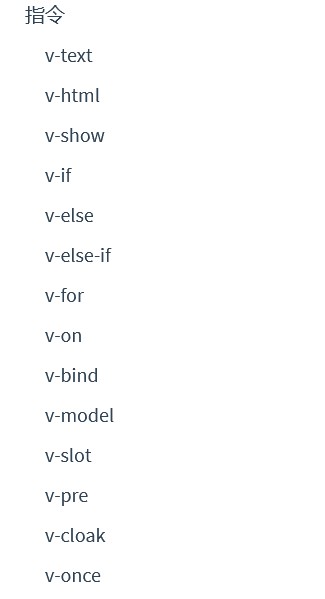 指令
v-text
v-html
v-show
v-if
v-else
v-else-if
v-for
v-on
v-bind
v-model
v-slot
v-pre
v-cloak
v-once